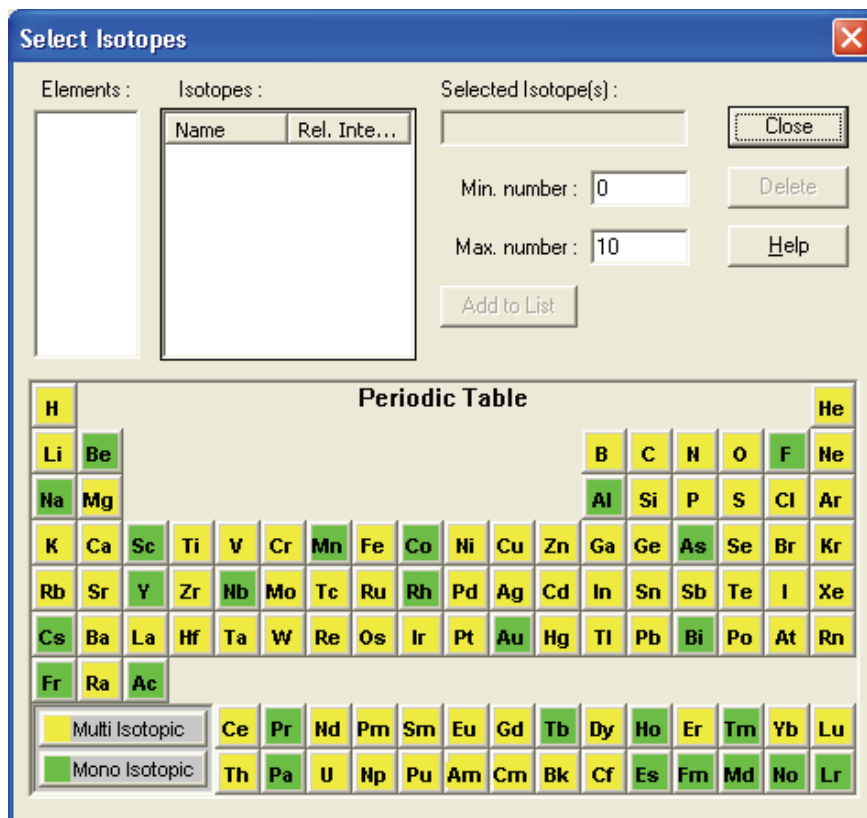 Select Isotopes
Elements : Isotopes : Selected Isotope(s) :
Name Rel. Inte... Close
Min. number : 0 Delete
Max. number : 10 Help
Add to List
Periodic Table
H He
Li Be B C N O F Ne
Na Mg Al Si P S Cl Ar
K Ca Sc Ti V Cr Mn Fe Co Ni Cu Zn Ga Ge As Se Br Kr
Rb Sr Y Zr Nb Mo Tc Ru Rh Pd Ag Cd In Sn Sb Te I Xe
Cs Ba La Hf Ta W Re Os Ir Pt Au Hg Tl Pb Bi Po At Rn
Fr Ra Ac
Multi Isotopic Ce Pr Nd Pm Sm Eu Gd Tb Dy Ho Er Tm Yb Lu
Mono Isotopic Th Pa U Np Pu Am Cm Bk Cf Es Fm Md No Lr